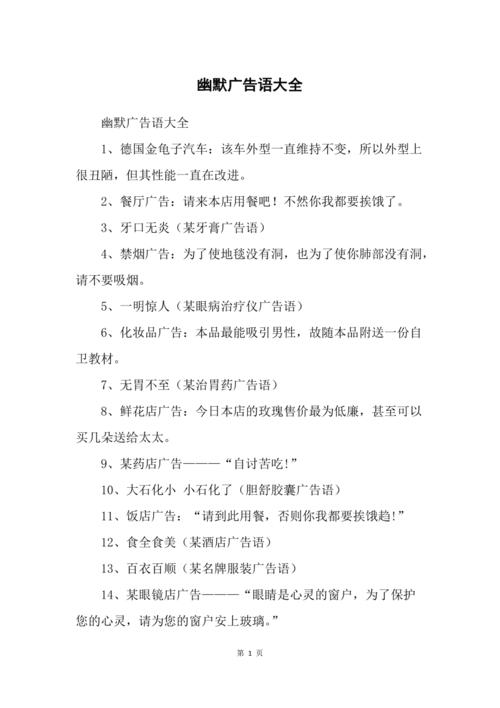 幽默广告语大全
幽默广告语大全
1、德国金龟子汽车：该车外型一直维持不变，所以外型上
很丑陋，但其性能一直在改进。
2、餐厅广告：请来本店用餐吧！不然你我都要挨饿了。
3、牙口无炎（某牙膏广告语）
4、禁烟广告：为了使地毯没有洞，也为了使你肺部没有洞，
请不要吸烟。
5、一明惊人（某眼病治疗仪广告语）
6、化妆品广告：本品最能吸引男性，故随本品附送一份自
卫教材。
7、无胃不至（某治胃药广告语）
8、鲜花店广告：今日本店的玫瑰售价最为低廉，甚至可以
买几朵送给太太。
9、某药店广告———“自讨苦吃!”
10、大石化小 小石化了（胆舒胶囊广告语）
11、饭店广告：“请到此用餐，否则你我都要挨饿趋!”
12、食全食美（某酒店广告语）
13、百衣百顺（某名牌服装广告语）
14、某眼镜店广告———“眼睛是心灵的窗户，为了保护
您的心灵，请为您的窗户安上玻璃。”
第 1 页